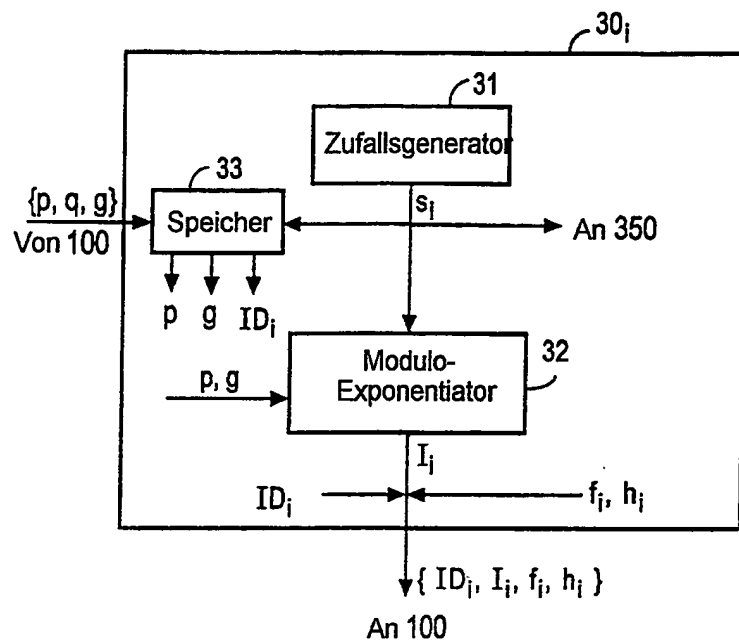 30i
31
Zufallsgenerator
33
{p, q, g}
Speicher
si
Von 100
An 350
p g IDi
32
Modulo-
Exponentiator
p, g
Ii
IDi
fi, hi
{ IDi, Ii, fi, hi }
An 100